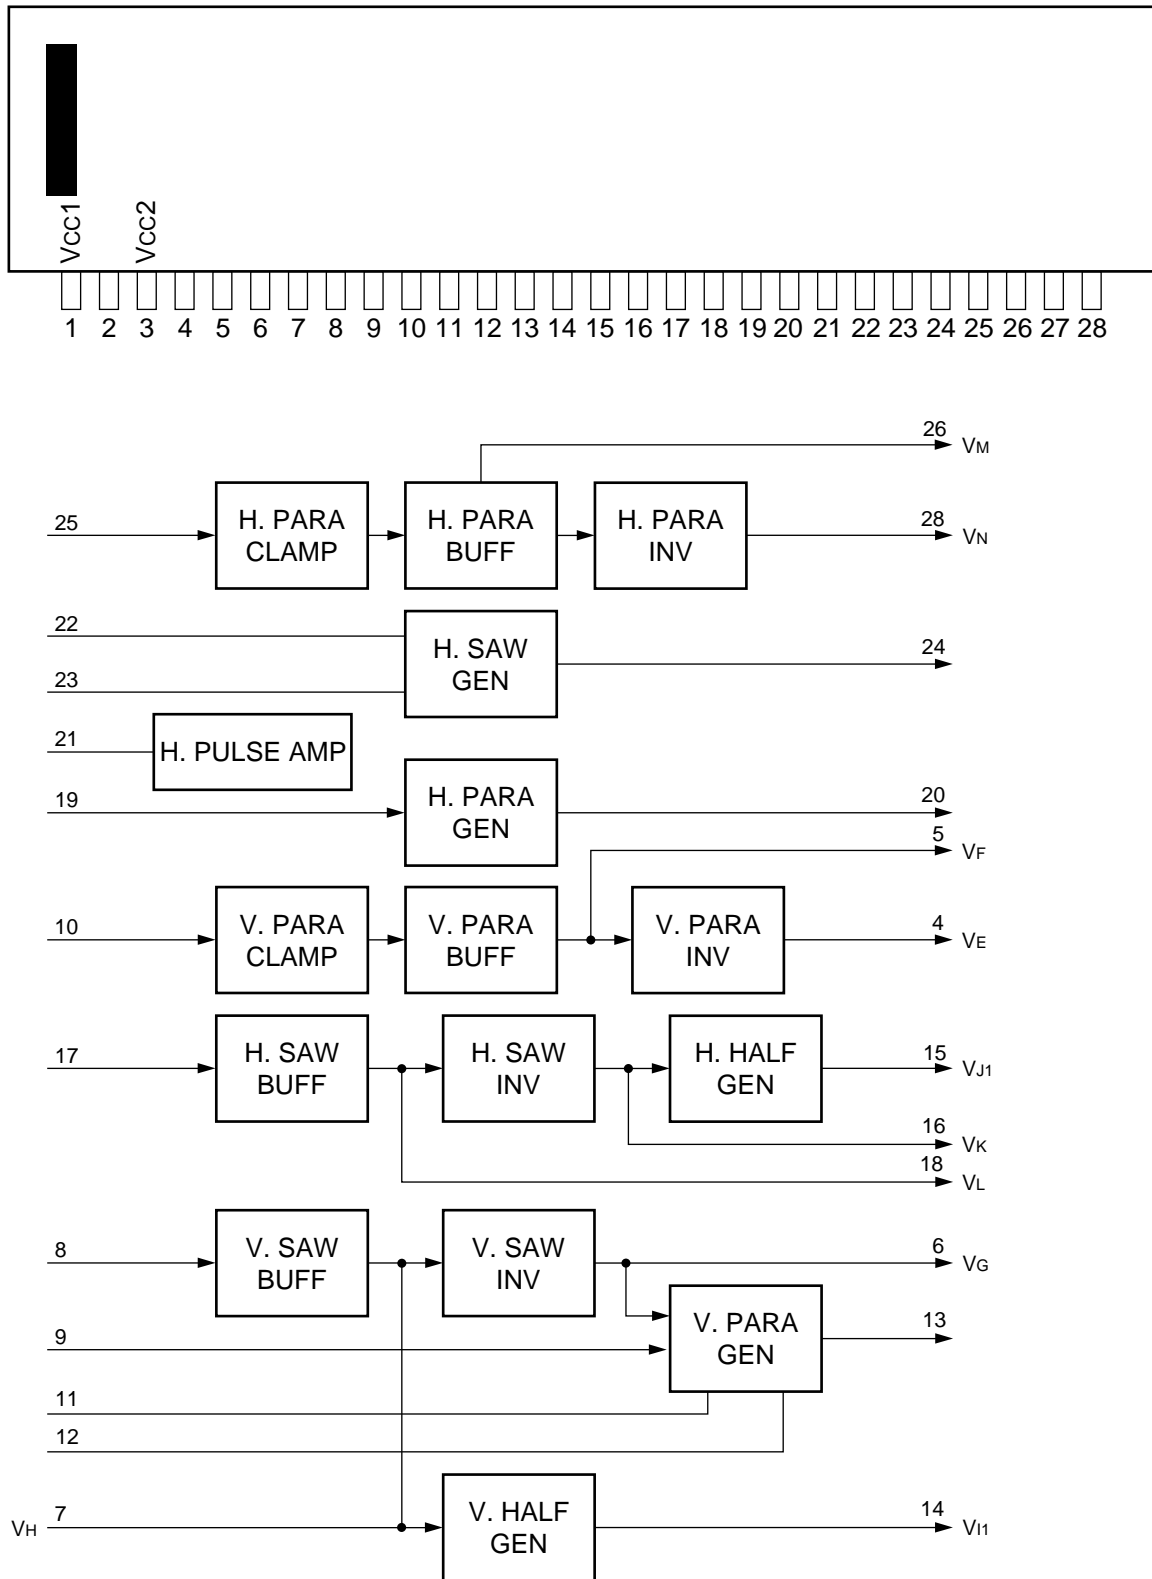 VCC1
VCC2
1 2 3 4 5 6 7 8 9 10 11 12 13 14 15 16 17 18 19 20 21 22 23 24 25 26 27 28
26 VM
25 H. PARA CLAMP H. PARA BUFF H. PARA INV 28 VN
22
23
H. SAW GEN 24
21 H. PULSE AMP
19 H. PARA GEN 20
5 VF
10 V. PARA CLAMP V. PARA BUFF V. PARA INV 4 VE
17 H. SAW BUFF H. SAW INV H. HALF GEN 15 VJ1
16 VK
18 VL
8 V. SAW BUFF V. SAW INV 6 VG
9 V. PARA GEN 13
11
12
VH 7 V. HALF GEN 14 VI1